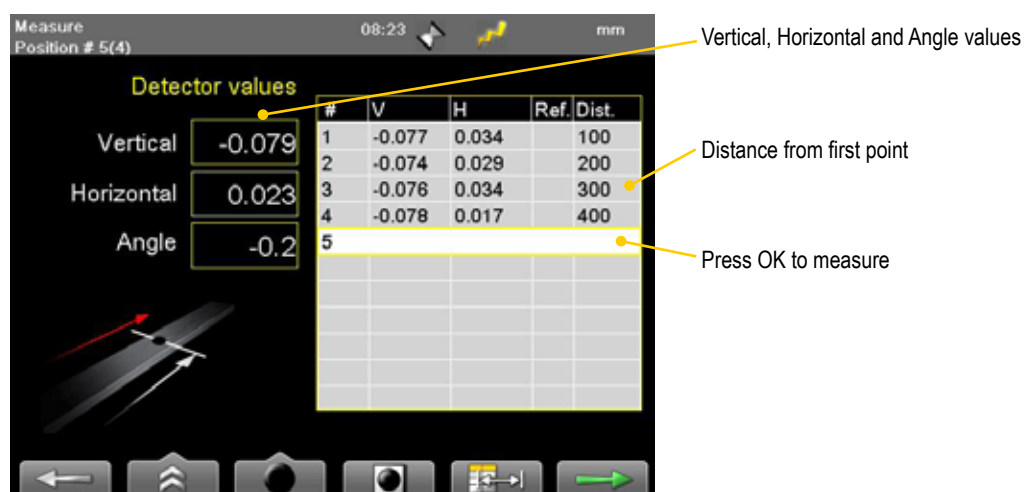 Measure 08:23 mm
Position # 5(4)
Vertical, Horizontal and Angle values
Detector values
# V H Ref. Dist.
Vertical -0.079
1 -0.077 0.034 100
2 -0.074 0.029 200
Distance from first point
Horizontal 0.023
3 -0.076 0.034 300
4 -0.078 0.017 400
Angle -0.2
5
Press OK to measure